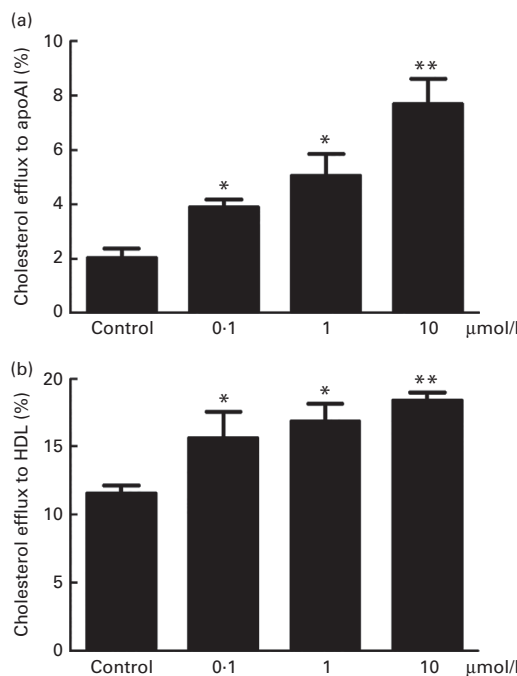 (a)
Cholesterol efflux to apoAI (%)
10
8
6
4
2
0
*
*
**
Control 0·1 1 10 μmol/l
(b)
Cholesterol efflux to HDL (%)
20
15
10
5
0
*
*
**
Control 0·1 1 10 μmol/l